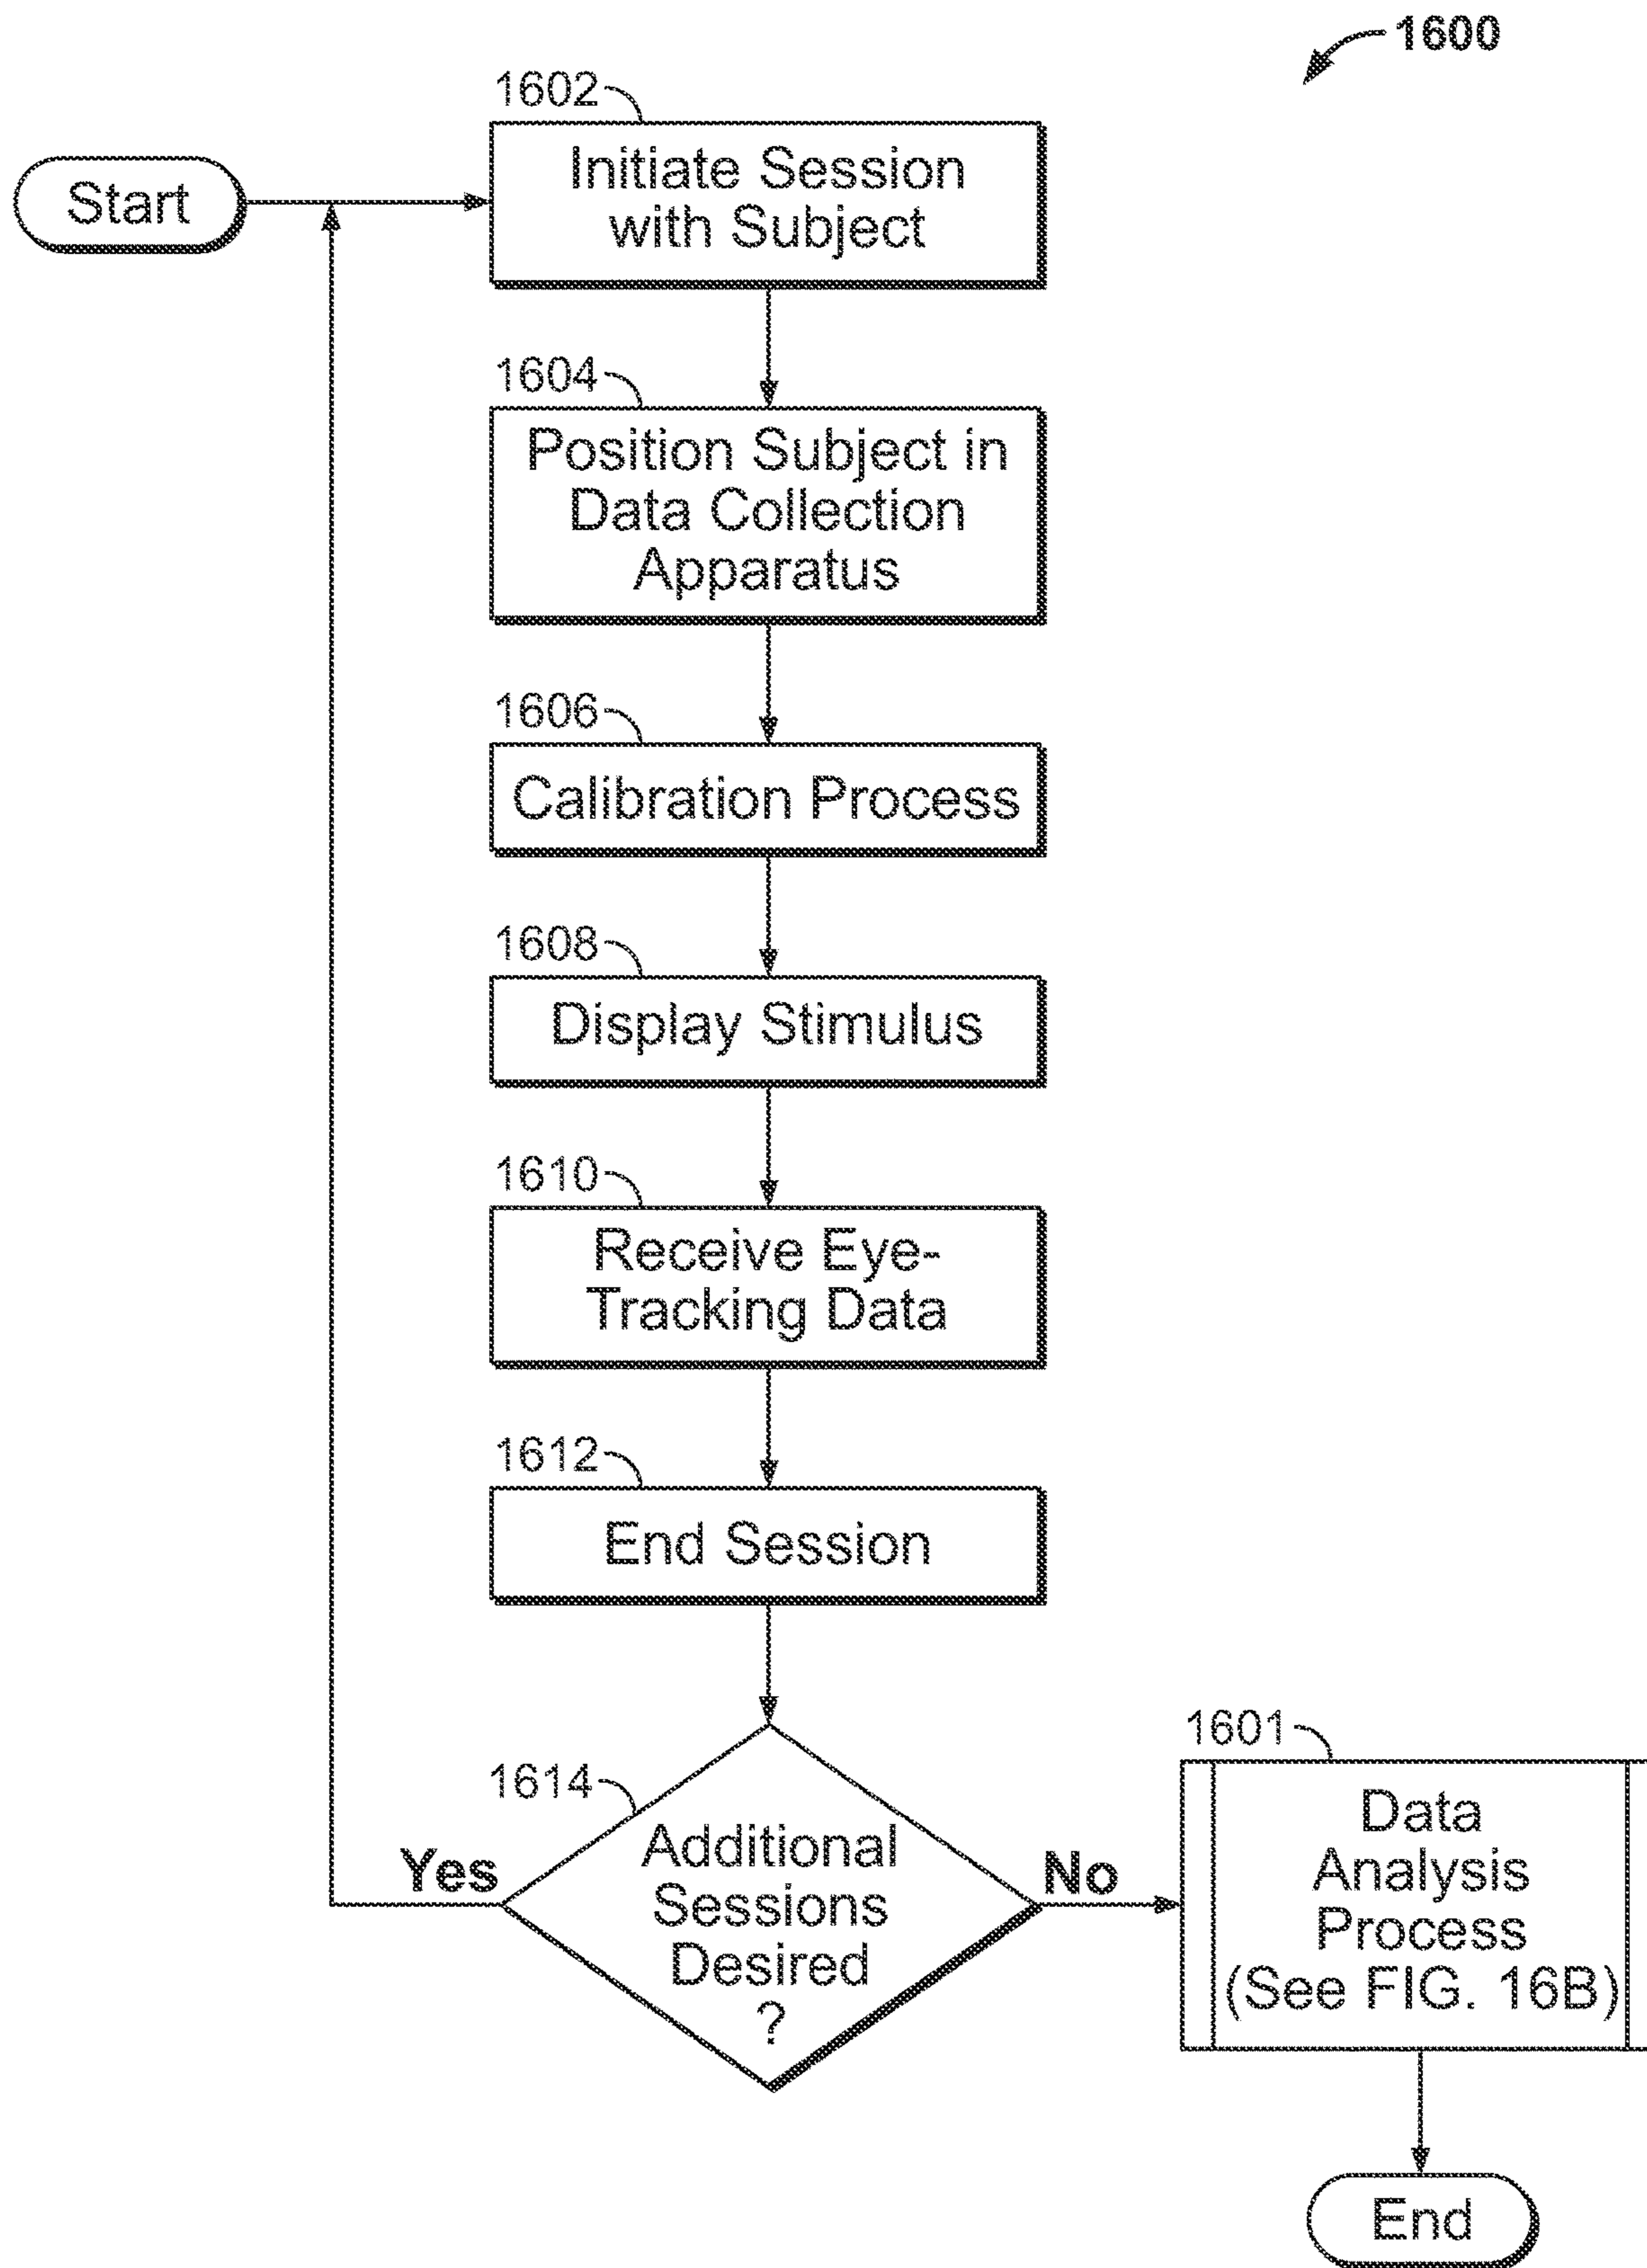 1600
1602
Start
Initiate Session
with Subject
1604
Position Subject in
Data Collection
Apparatus
1606
Calibration Process
1608
Display Stimulus
1610
Receive Eye-
Tracking Data
1612
End Session
1614
Additional
Sessions
Desired
?
Yes
No
1601
Data
Analysis
Process
(See FIG. 16B)
End